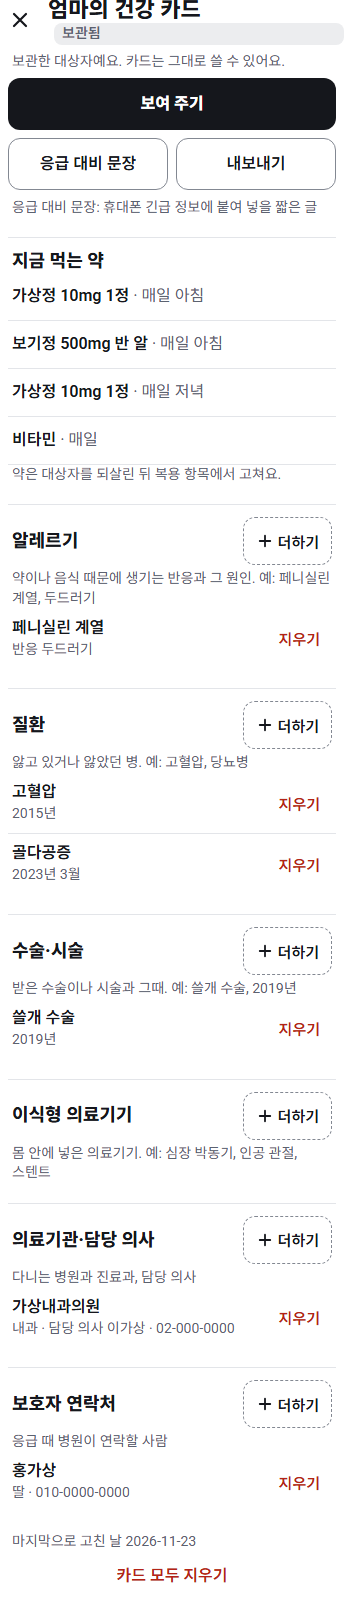 엄마의 건강 카드
보관됨
보관한 대상자예요. 카드는 그대로 쓸 수 있어요.
보여 주기
응급 대비 문장
내보내기
응급 대비 문장: 휴대폰 긴급 정보에 붙여 넣을 짧은 글
지금 먹는 약
가상정 10mg 1정 · 매일 아침
보기정 500mg 반 알 · 매일 아침
가상정 10mg 1정 · 매일 저녁
비타민 · 매일
약은 대상자를 되살린 뒤 복용 항목에서 고쳐요.
알레르기
+ 더하기
약이나 음식 때문에 생기는 반응과 그 원인. 예: 페니실린
계열, 두드러기
페니실린 계열
반응 두드러기
지우기
질환
+ 더하기
앓고 있거나 앓았던 병. 예: 고혈압, 당뇨병
고혈압
2015년
지우기
골다공증
2023년 3월
지우기
수술·시술
+ 더하기
받은 수술이나 시술과 그때. 예: 쓸개 수술, 2019년
쓸개 수술
2019년
지우기
이식형 의료기기
+ 더하기
몸 안에 넣은 의료기기. 예: 심장 박동기, 인공 관절,
스텐트
의료기관·담당 의사
+ 더하기
다니는 병원과 진료과, 담당 의사
가상내과의원
내과 · 담당 의사 이가상 · 02-000-0000
지우기
보호자 연락처
+ 더하기
응급 때 병원이 연락할 사람
홍가상
딸 · 010-0000-0000
지우기
마지막으로 고친 날 2026-11-23
카드 모두 지우기